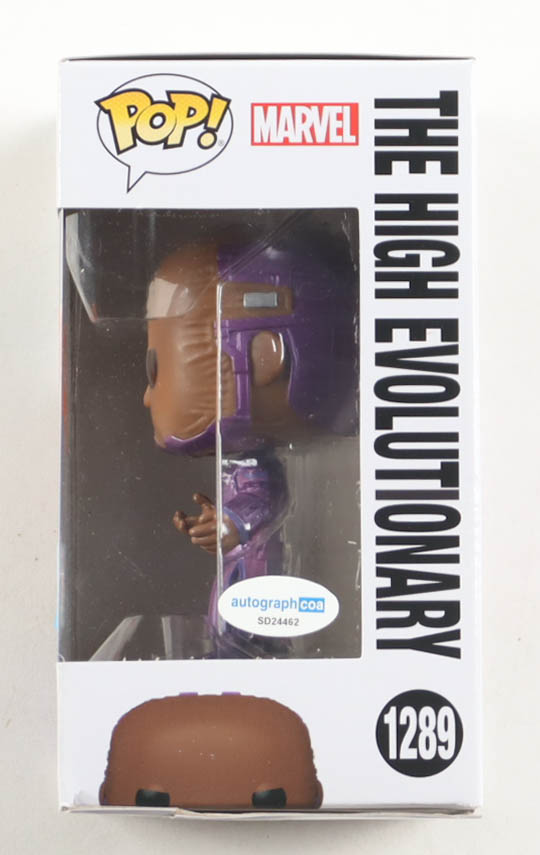 POP!
MARVEL
THE HIGH EVOLUTIONARY
autographcoa
SD24462
1289